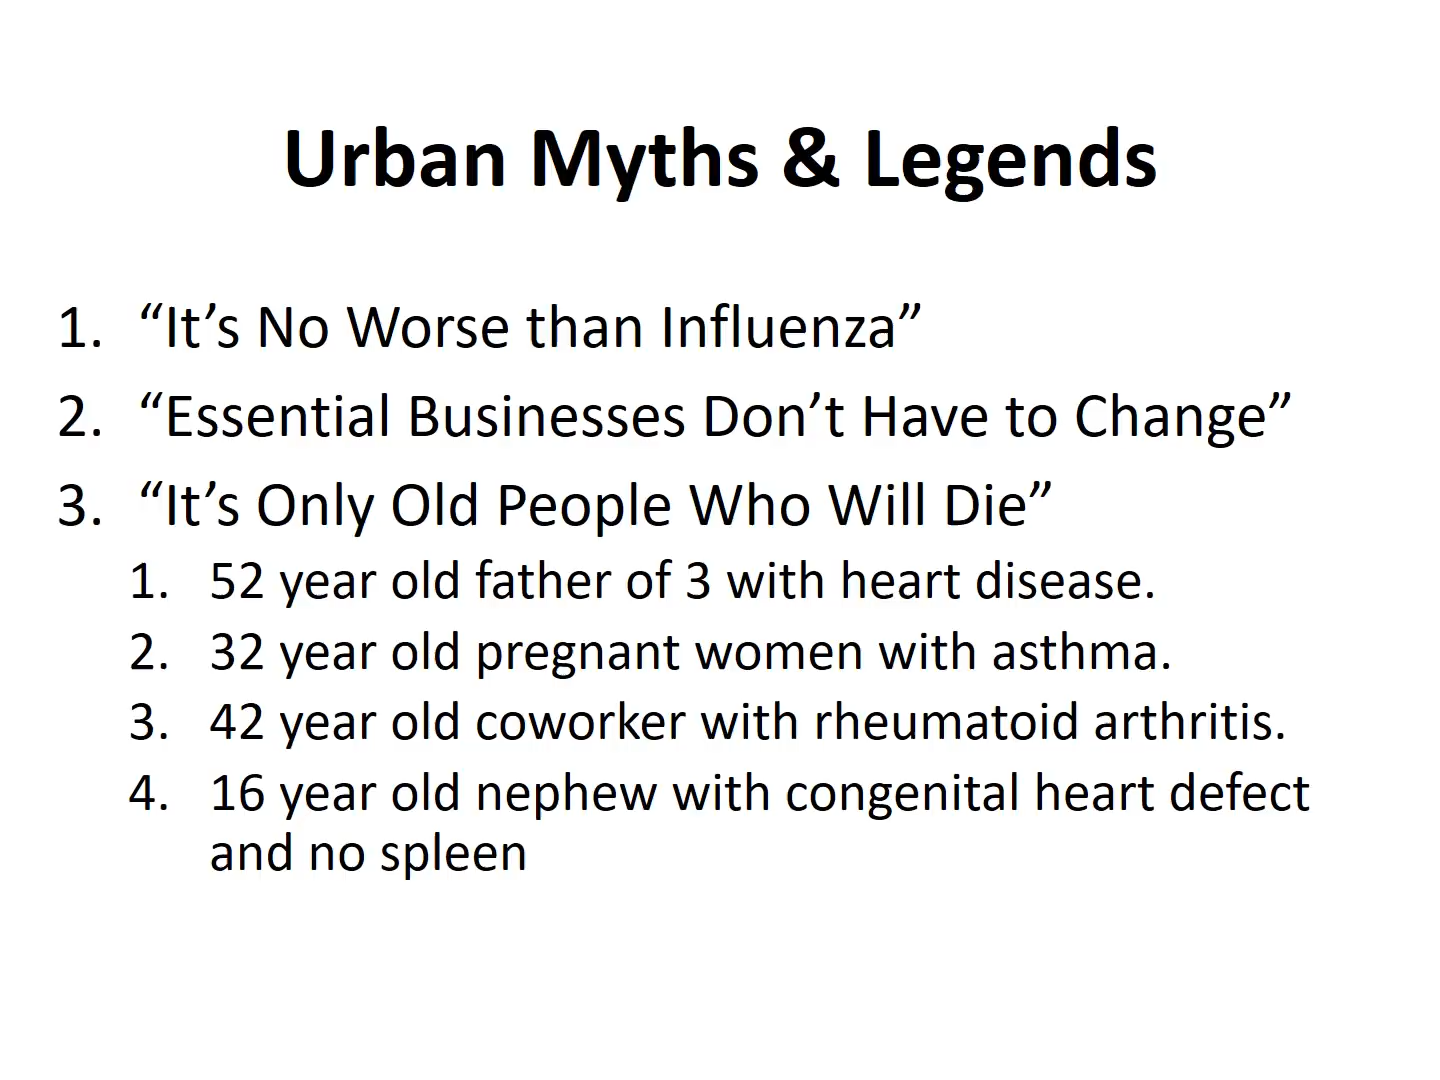 Urban Myths & Legends
1. “It’s No Worse than Influenza”
2. “Essential Businesses Don’t Have to Change”
3. “It’s Only Old People Who Will Die”
1. 52 year old father of 3 with heart disease.
2. 32 year old pregnant women with asthma.
3. 42 year old coworker with rheumatoid arthritis.
4. 16 year old nephew with congenital heart defect
and no spleen